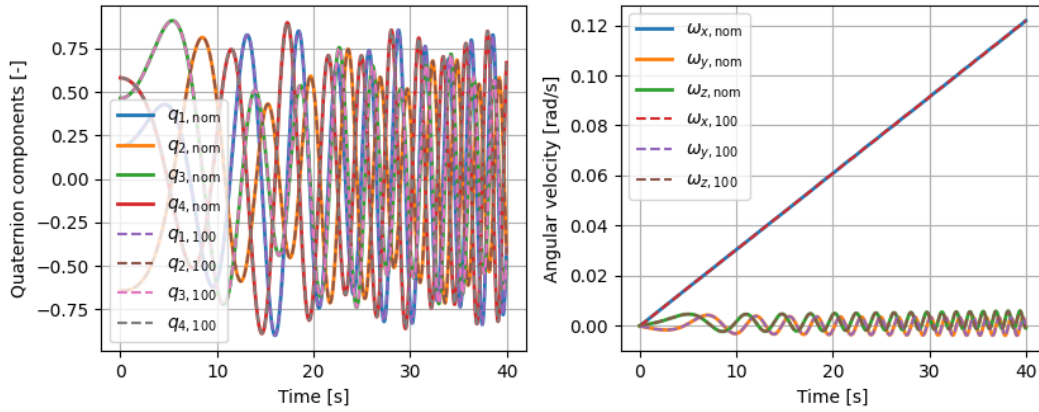 0.75
0.50
0.25
0.00
−0.25
−0.50
−0.75
Quaternion components [-]
q1, nom
q2, nom
q3, nom
q4, nom
q1, 100
q2, 100
q3, 100
q4, 100
0 10 20 30 40
Time [s]
0.12
0.10
0.08
0.06
0.04
0.02
0.00
Angular velocity [rad/s]
ωx, nom
ωy, nom
ωz, nom
ωx, 100
ωy, 100
ωz, 100
0 10 20 30 40
Time [s]